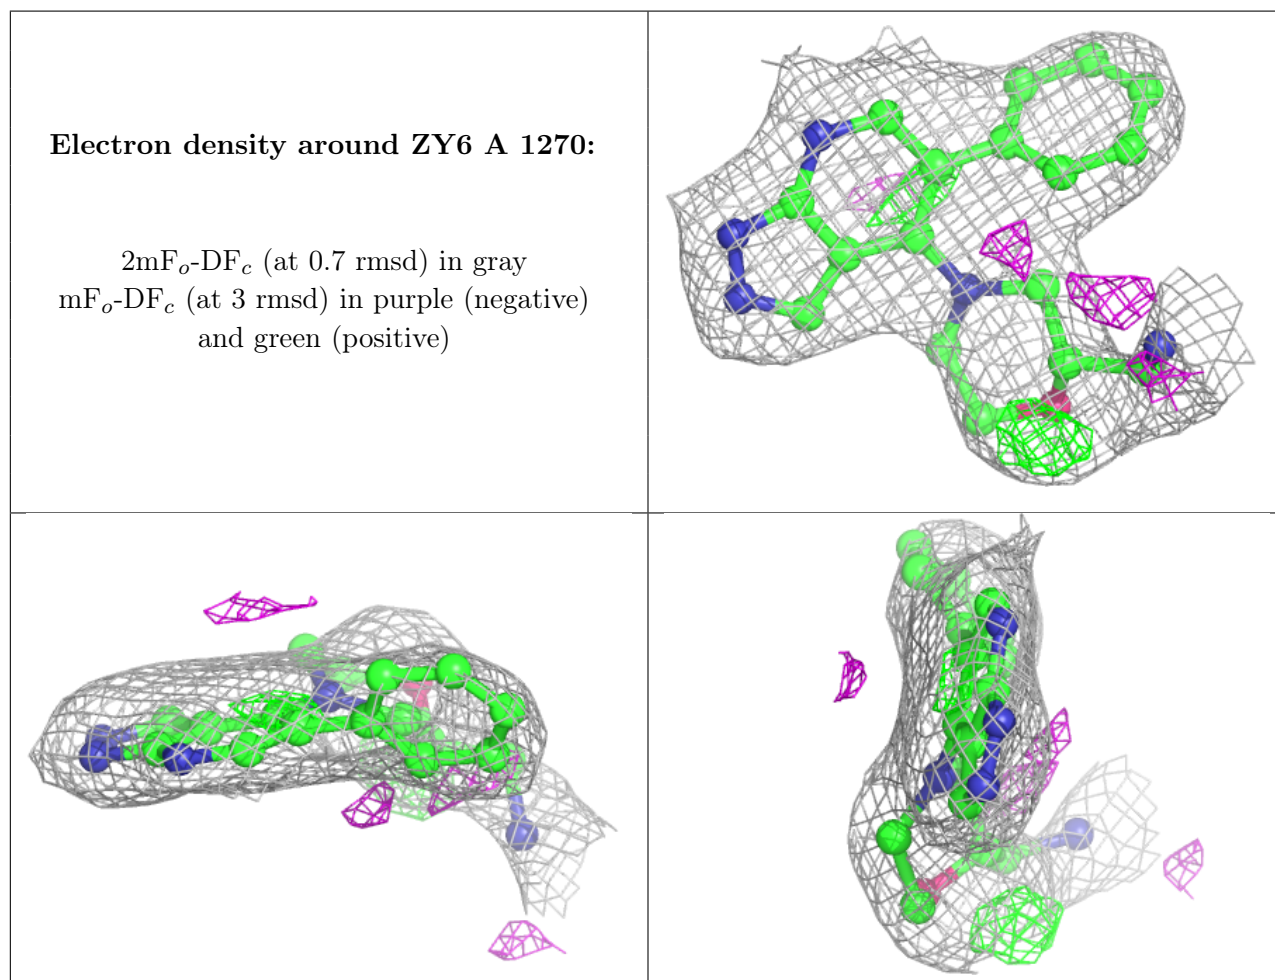 Electron density around ZY6 A 1270:
2mFₒ-DF𝒸 (at 0.7 rmsd) in gray
mFₒ-DF𝒸 (at 3 rmsd) in purple (negative)
and green (positive)